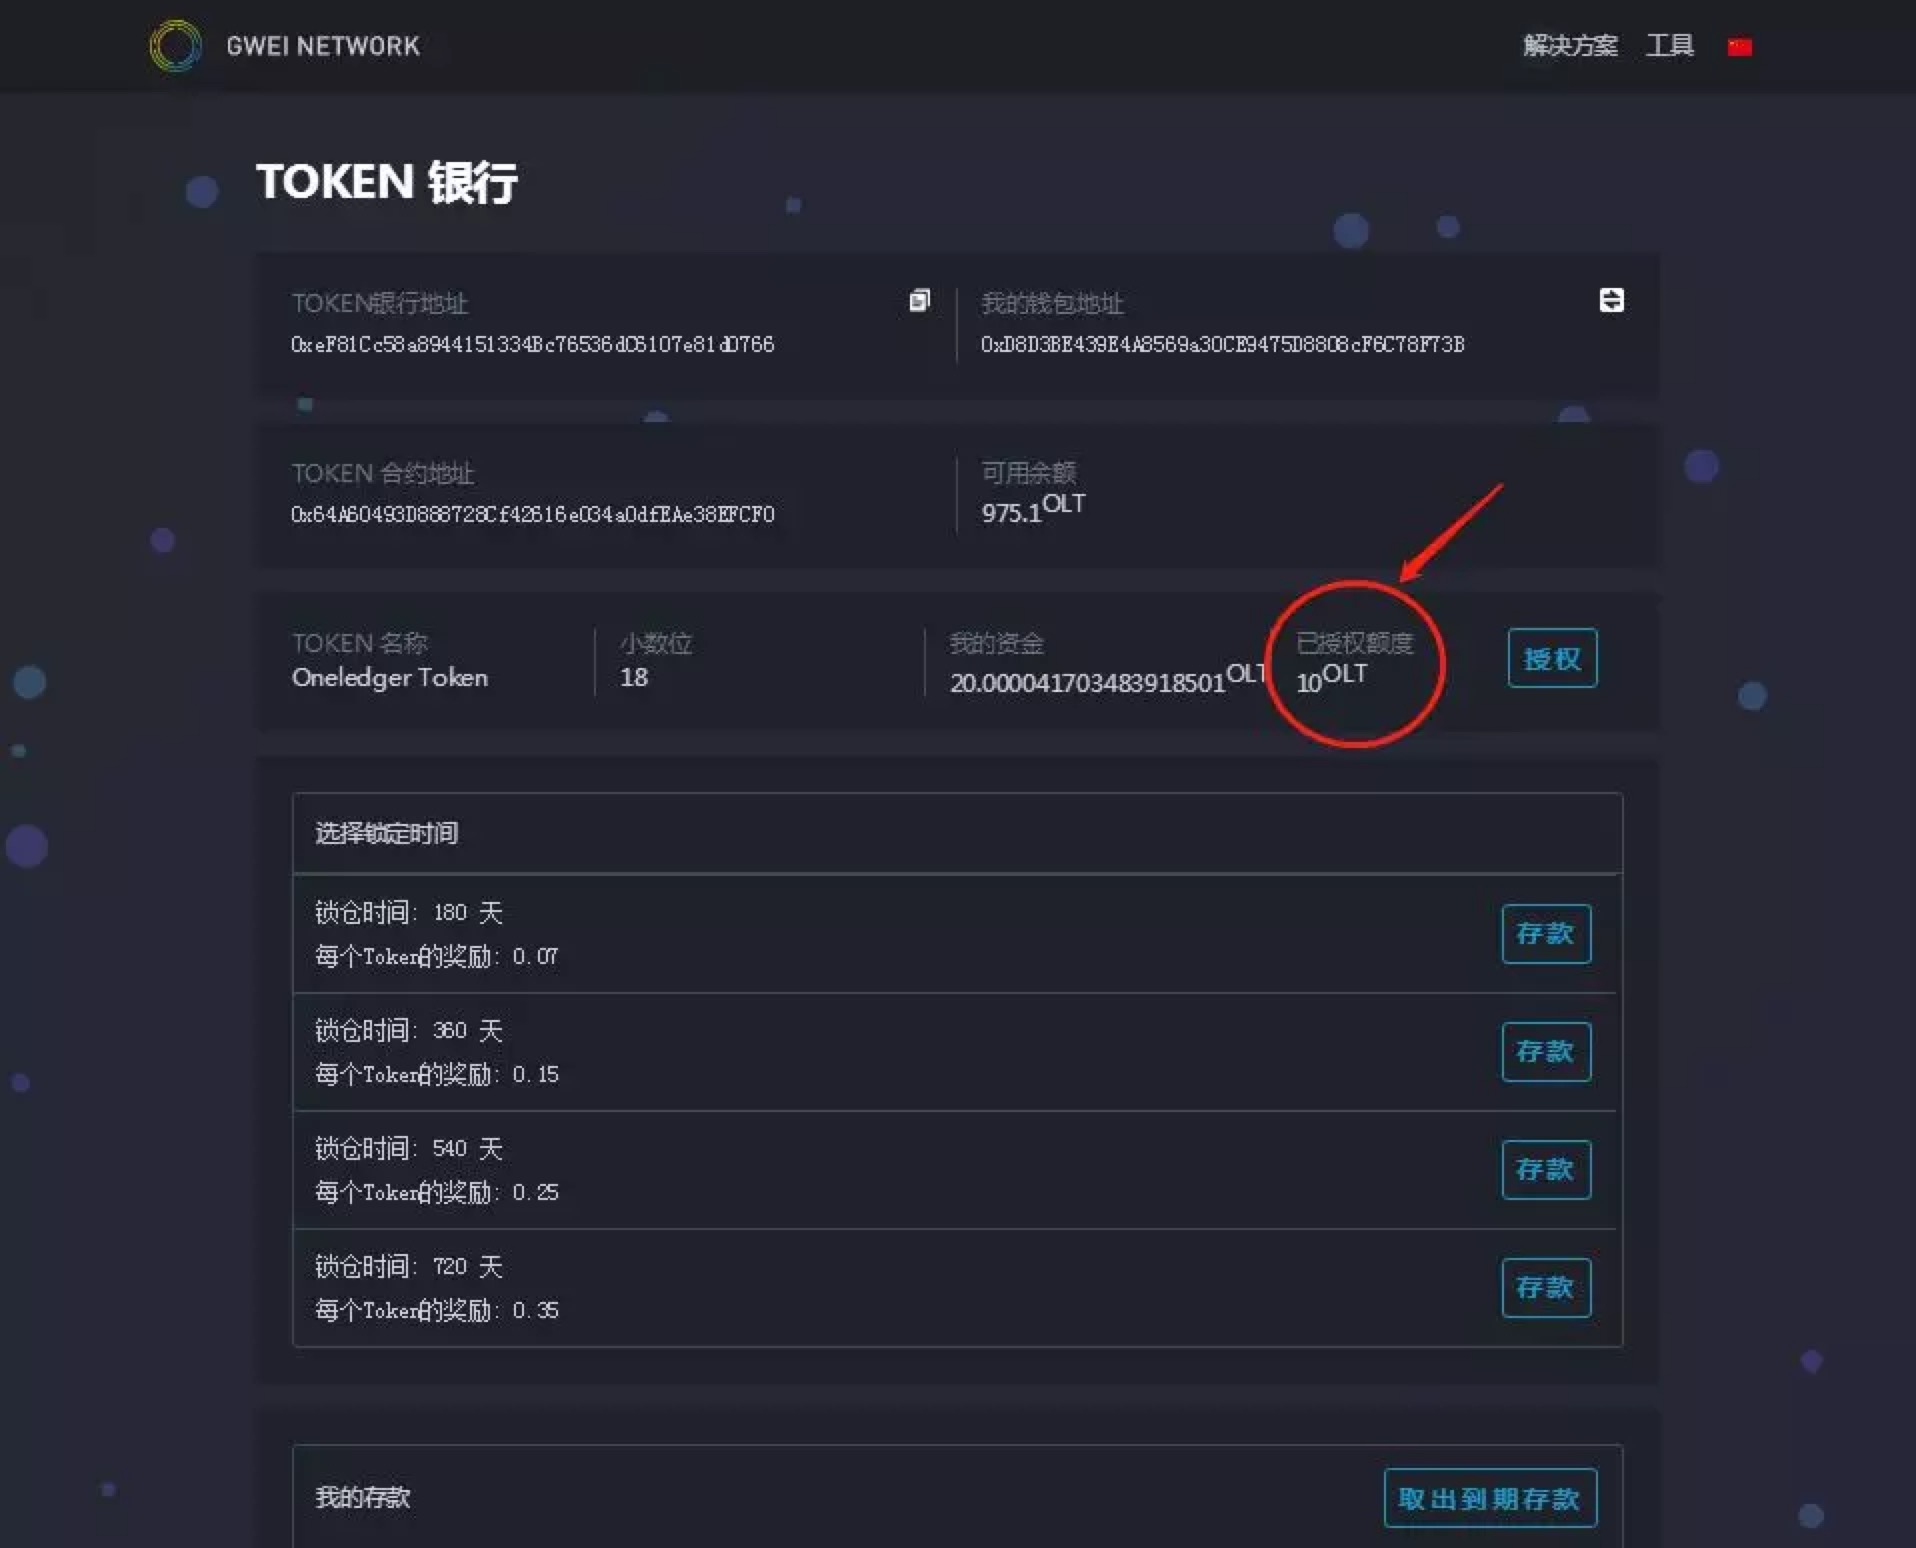 GWEI NETWORK
解决方案 工具
TOKEN 银行
TOKEN银行地址
0xeF81Cc58a8944151334Bc76536dC6107e81d0766
我的钱包地址
0xD8D3BE439E4A8569a30CE9475D8808cF6C78F73B
TOKEN 合约地址
0x64A60493D888728Cf42616e034a0dfEAe38EFCF0
可用余额
975.1OLT
TOKEN 名称
Oneledger Token
小数位
18
我的资金
20.000041703483918501OLT
已授权额度
10OLT
授权
选择锁定时间
锁仓时间: 180 天
每个Token的奖励: 0.07
存款
锁仓时间: 360 天
每个Token的奖励: 0.15
存款
锁仓时间: 540 天
每个Token的奖励: 0.25
存款
锁仓时间: 720 天
每个Token的奖励: 0.35
存款
我的存款
取出到期存款